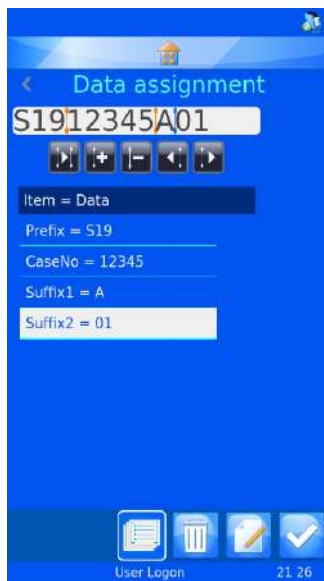 Data assignment
S1912345A01
Item = Data
Prefix = S19
CaseNo = 12345
Suffix1 = A
Suffix2 = 01
User Logon
21 26